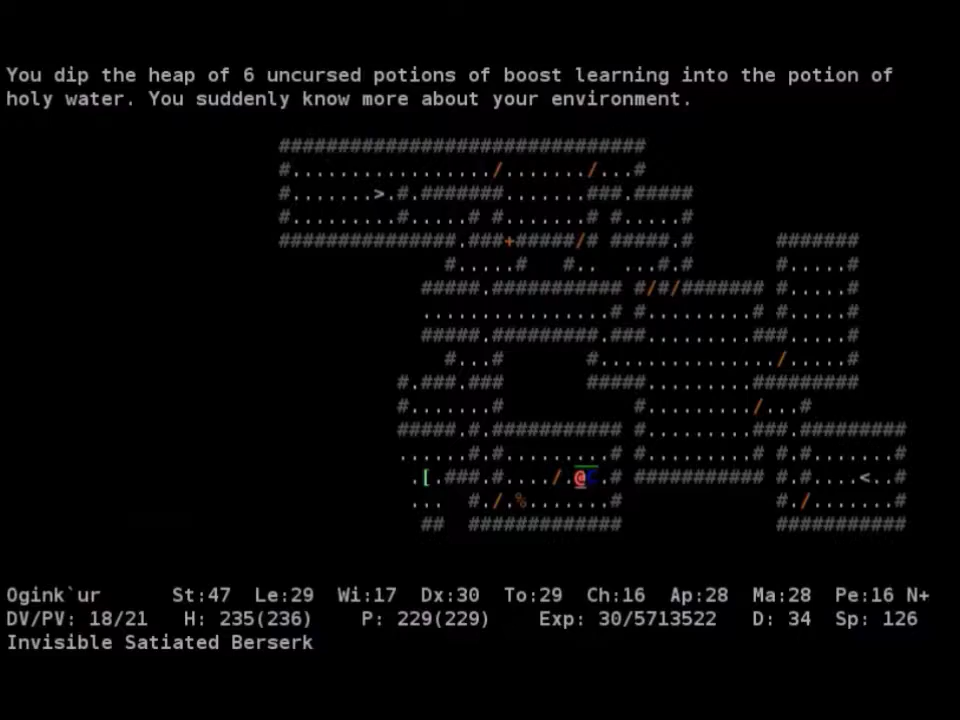 You dip the heap of 6 uncursed potions of boost learning into the potion of
holy water. You suddenly know more about your environment.
###############################
#................./......./...#
#.......>.#.#######.......###.#####
#.........#.....# #.......# #.....#
###############.###+#####/# #####.# #######
#.....# #.. ...#.# #.....#
#####.########### #/#/####### #.....#
................# #.........# #.....#
#####.#########.###.........###.....#
#...# #.............../.....#
#.###.### #####.........#########
#.......# #........./...#
#####.#.########### #.........###.#########
......#.#.........# #.........# #.#.......#
.[.###.#..../.@C.# ########### #.#....<..#
... #./.%.......# #./.......#
## ############# ###########
Ogink`ur St:47 Le:29 Wi:17 Dx:30 To:29 Ch:16 Ap:28 Ma:28 Pe:16 N+
DV/PV: 18/21 H: 235(236) P: 229(229) Exp: 30/5713522 D: 34 Sp: 126
Invisible Satiated Berserk